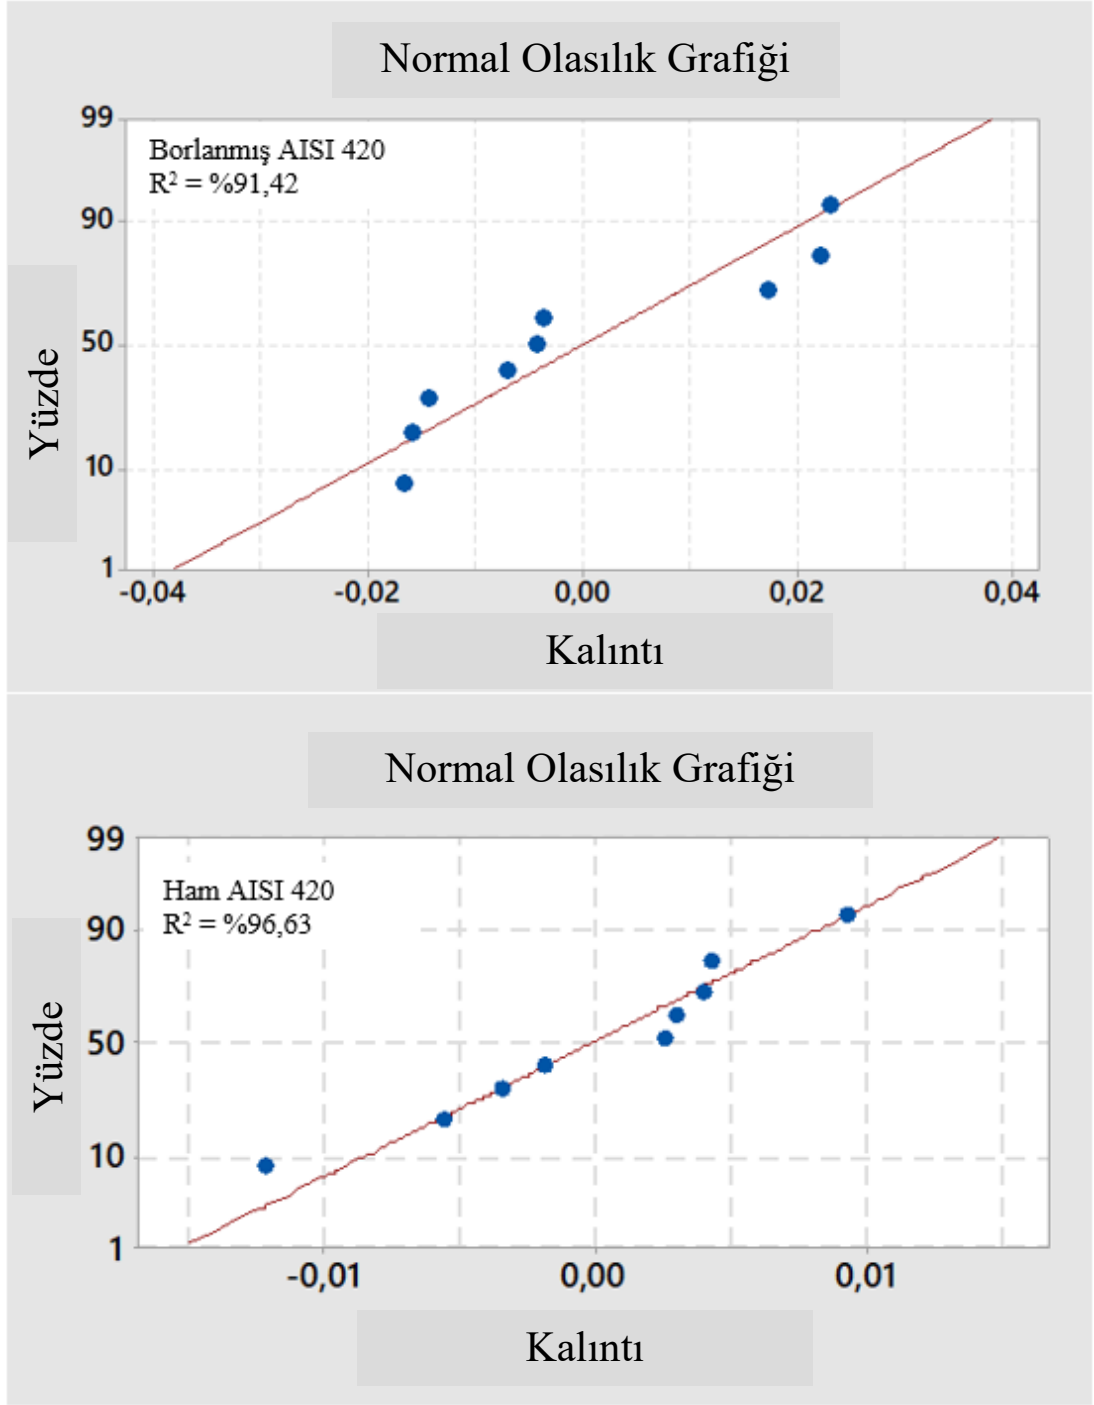 Normal Olasılık Grafiği
99
Borlanmış AISI 420
R² = %91,42
90
50
10
1
Yüzde
-0,04 -0,02 0,00 0,02 0,04
Kalıntı
Normal Olasılık Grafiği
99
Ham AISI 420
R² = %96,63
90
50
10
1
Yüzde
-0,01 0,00 0,01
Kalıntı